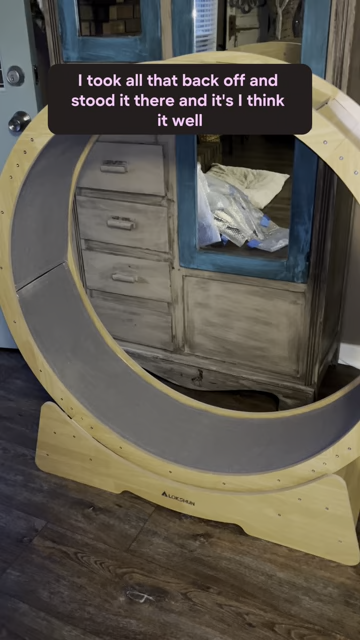 I took all that back off and
stood it there and it's I think
it well